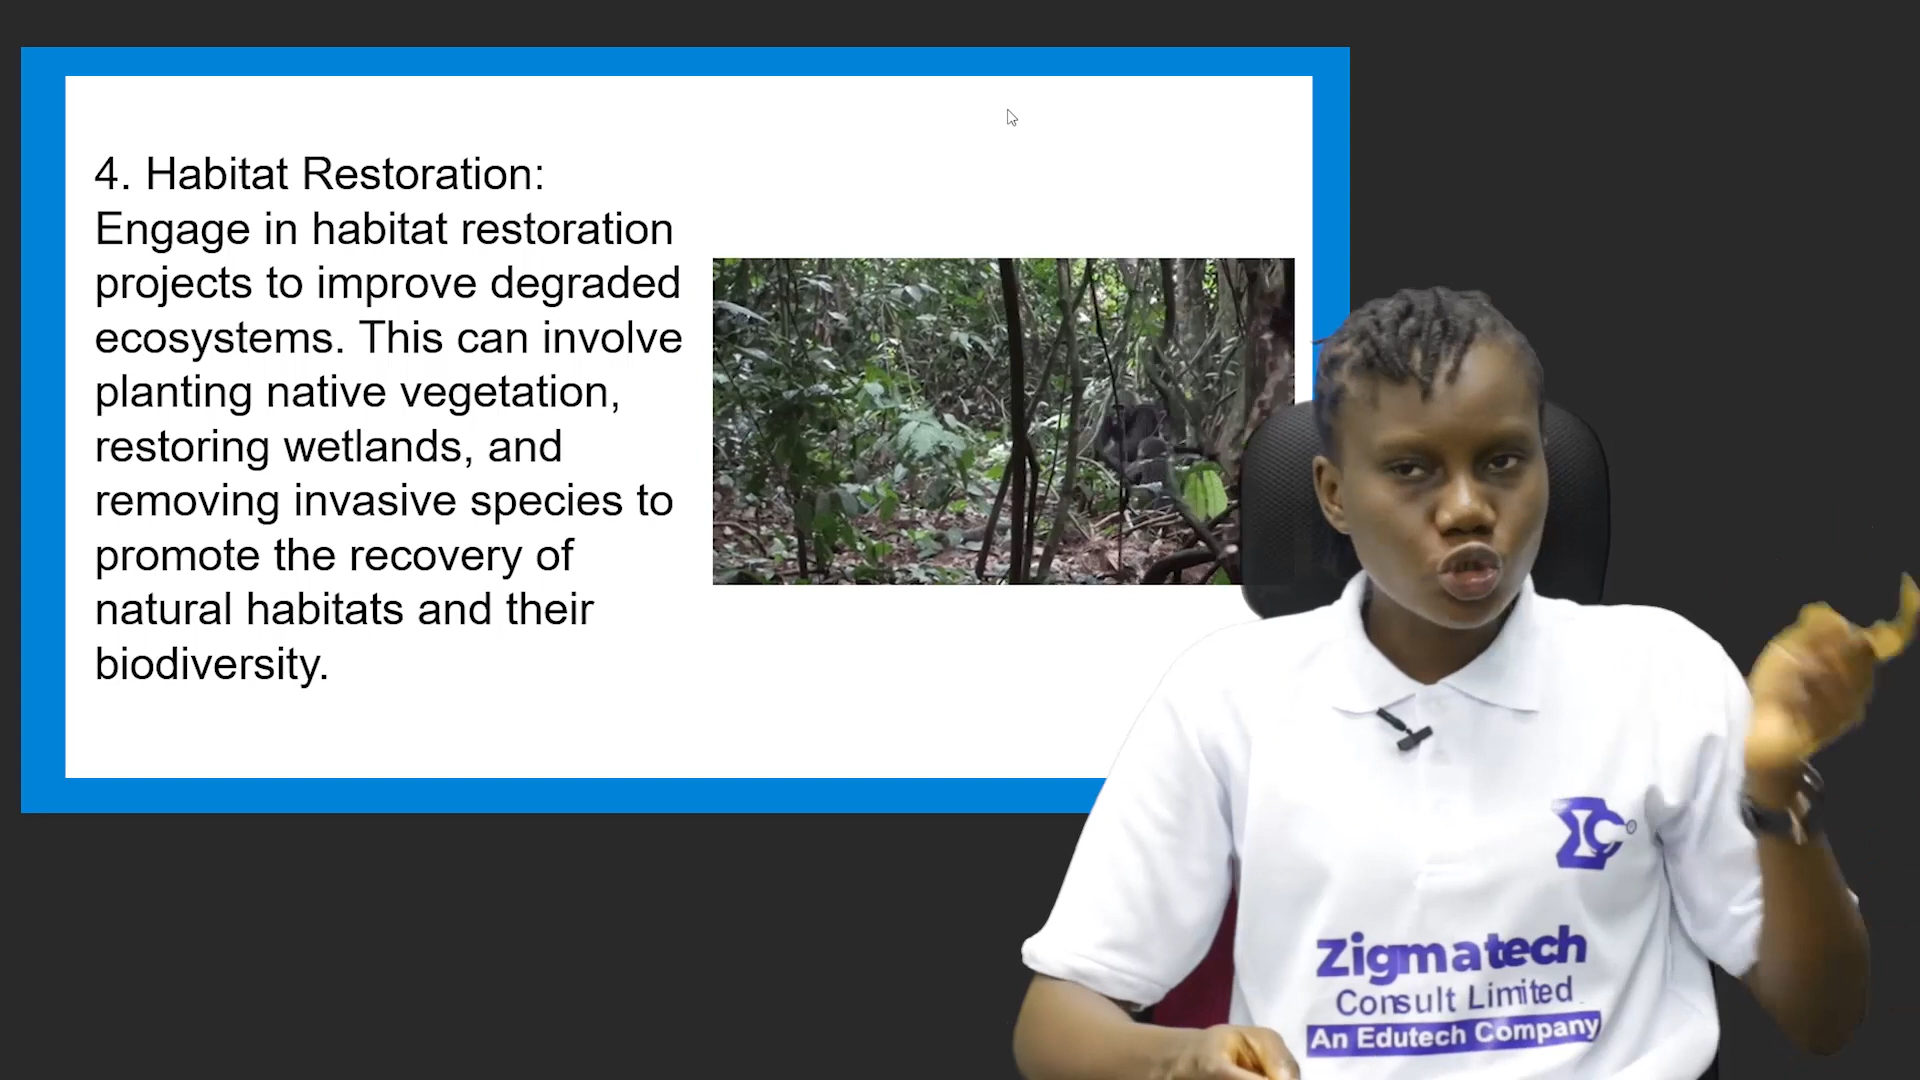 4. Habitat Restoration:
Engage in habitat restoration
projects to improve degraded
ecosystems. This can involve
planting native vegetation,
restoring wetlands, and
removing invasive species to
promote the recovery of
natural habitats and their
biodiversity.
Zigmatech
Consult Limited
An Edutech Company